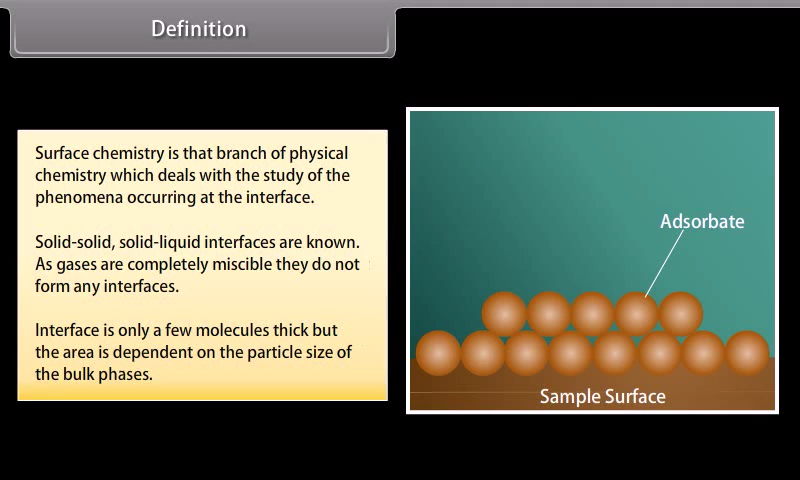 Definition
Surface chemistry is that branch of physical
chemistry which deals with the study of the
phenomena occurring at the interface.
Solid-solid, solid-liquid interfaces are known.
As gases are completely miscible they do not
form any interfaces.
Interface is only a few molecules thick but
the area is dependent on the particle size of
the bulk phases.
Adsorbate
Sample Surface